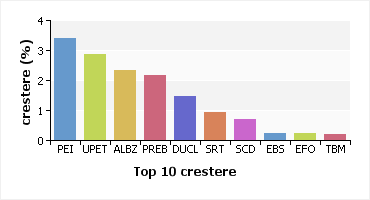 crestere (%)
4
3
2
1
0
PEI UPET ALBZ PREB DUCL SRT SCD EBS EFO TBM
Top 10 crestere